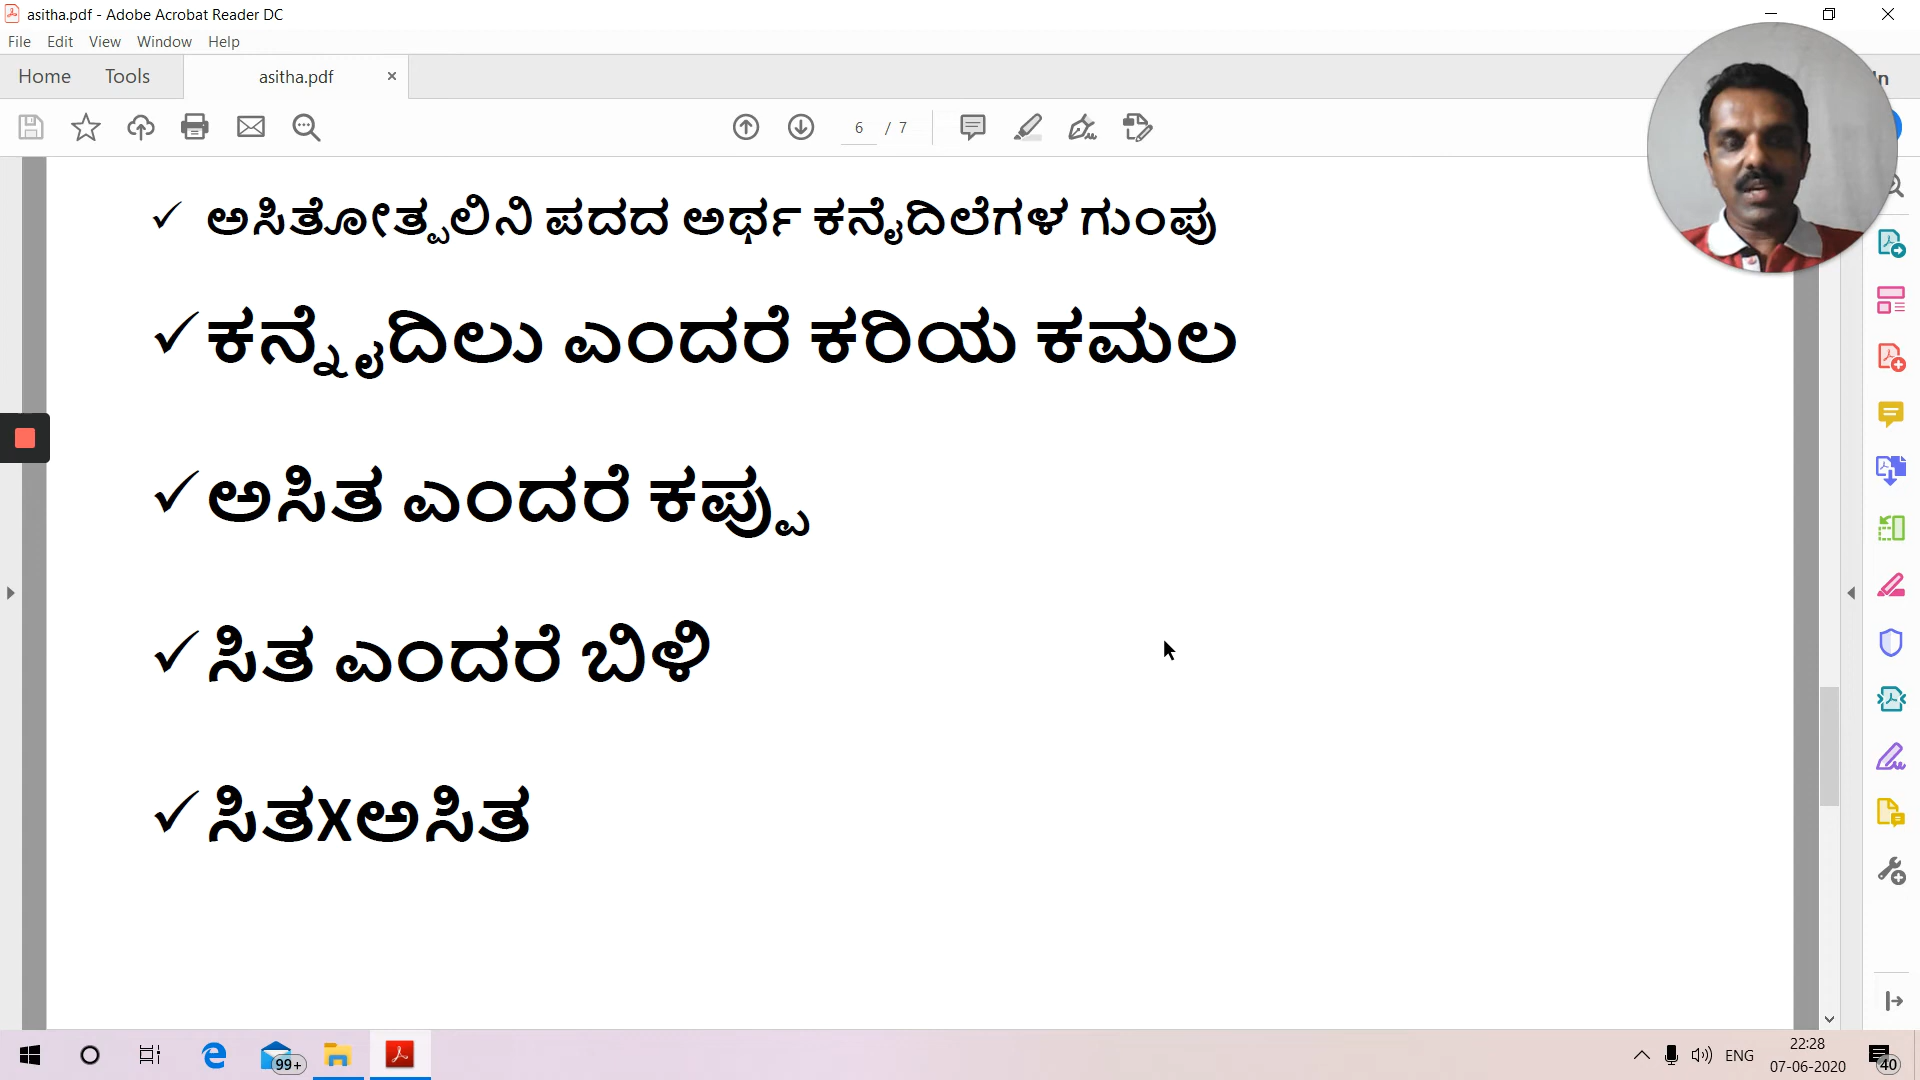 asitha.pdf - Adobe Acrobat Reader DC
File Edit View Window Help
Home Tools asitha.pdf ×
6 / 7
✓ ಅಸಿತೋತ್ಪಲಿನಿ ಪದದ ಅರ್ಥ ಕನೈದಿಲೆಗಳ ಗುಂಪು
✓ ಕನ್ನೈದಿಲು ಎಂದರೆ ಕರಿಯ ಕಮಲ
✓ ಅಸಿತ ಎಂದರೆ ಕಪ್ಪು
✓ ಸಿತ ಎಂದರೆ ಬಿಳಿ
✓ ಸಿತXಅಸಿತ
99+
ENG
22:28
07-06-2020
40